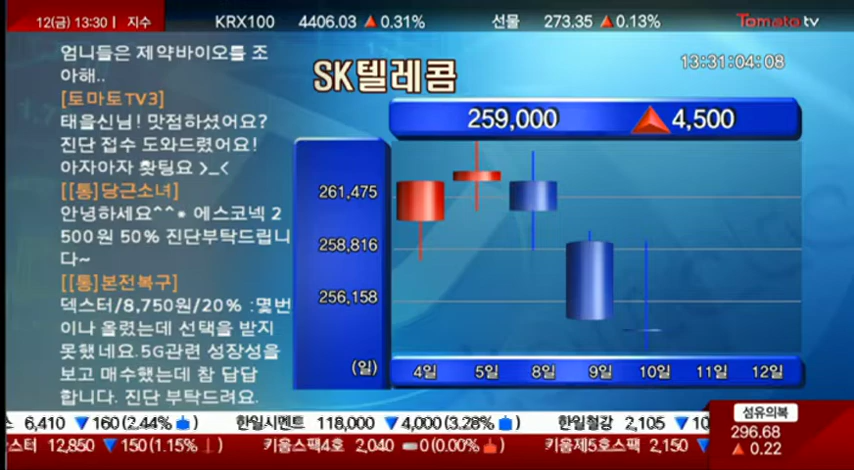 12(금) 13:30 | 지수 KRX100 4406.03 ▲ 0.31% 선물 273.35 ▲ 0.13% Tomato tv
13:31:04:08
엄니들은 제약바이오를 조
아해..
[토마토TV3]
태을신님! 맛점하셨어요?
진단 접수 도와드렸어요!
아자아자 홧팅요 >_<
[[통]당근소녀]
안녕하세요^^* 에스코넥 2
500원 50% 진단부탁드립니
다~
[[통]본전복구]
덱스터/8,750원/20% :몇번
이나 올렸는데 선택을 받지
못했네요.5G관련 성장성을
보고 매수했는데 참 답답
합니다. 진단 부탁드려요.
SK텔레콤
259,000 ▲ 4,500
261,475
258,816
256,158
(일) 4일 5일 8일 9일 10일 11일 12일
스 6,410 ▼ 160 (2.44% ) 한일시멘트 118,000 ▼ 4,000 (3.28% ) 한일철강 2,105 ▼ 10
스터 12,850 ▼ 150 (1.15% ) 키움스팩4호 2,040 0 (0.00% ) 키움제5호스팩 2,150 ▼
섬유의복
296.68
▲ 0.22